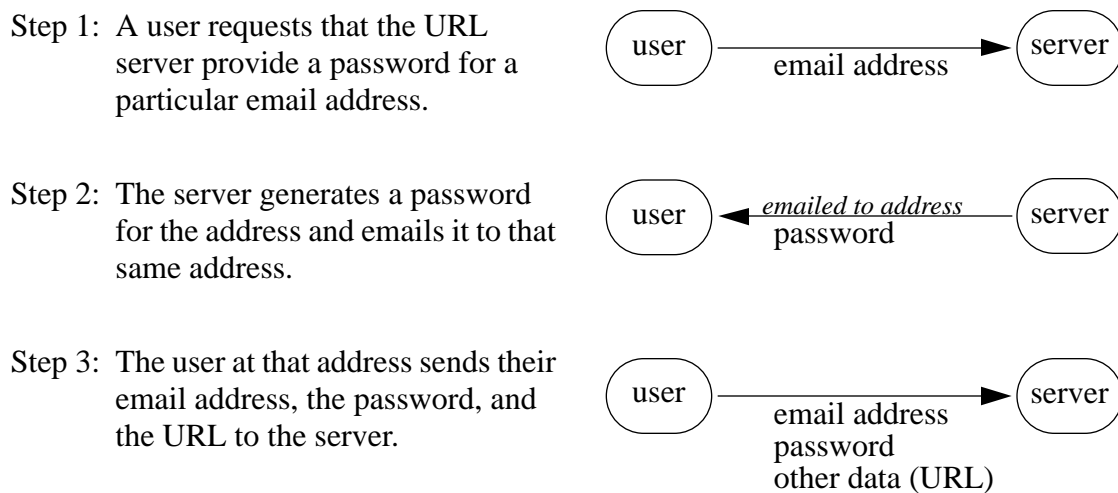 Step 1: A user requests that the URL
server provide a password for a
particular email address.
user
email address
server
Step 2: The server generates a password
for the address and emails it to that
same address.
user
emailed to address
password
server
Step 3: The user at that address sends their
email address, the password, and
the URL to the server.
user
email address
password
other data (URL)
server